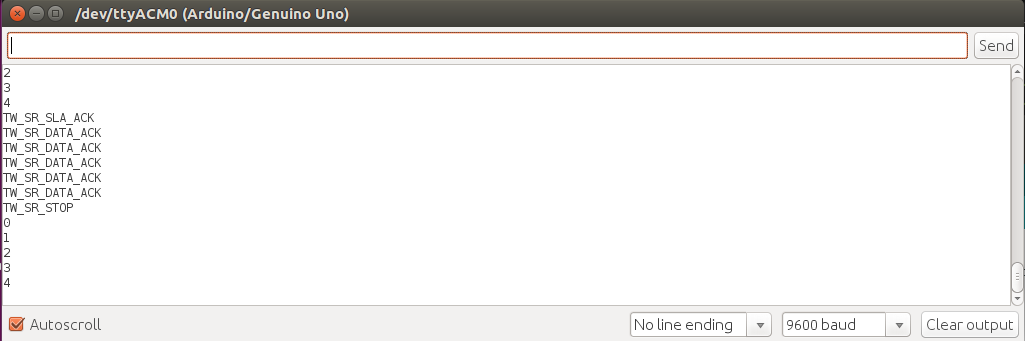 /dev/ttyACM0 (Arduino/Genuino Uno)
Send
2
3
4
TW_SR_SLA_ACK
TW_SR_DATA_ACK
TW_SR_DATA_ACK
TW_SR_DATA_ACK
TW_SR_DATA_ACK
TW_SR_DATA_ACK
TW_SR_STOP
0
1
2
3
4
Autoscroll
No line ending
9600 baud
Clear output